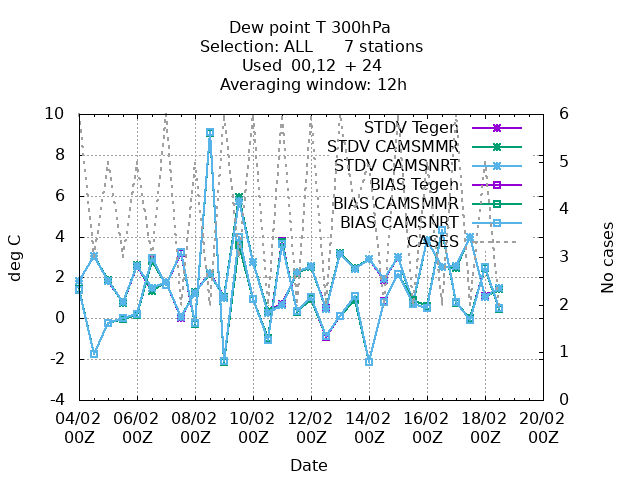 Dew point T 300hPa
Selection: ALL      7 stations
Used  00,12  + 24
Averaging window: 12h
10
8
6
4
2
0
-2
-4
deg C
6
5
4
3
2
1
0
No cases
STDV Tegen
STDV CAMSMMR
STDV CAMSNRT
BIAS Tegen
BIAS CAMSMMR
BIAS CAMSNRT
CASES
04/02 06/02 08/02 10/02 12/02 14/02 16/02 18/02 20/02
00Z 00Z 00Z 00Z 00Z 00Z 00Z 00Z 00Z
Date